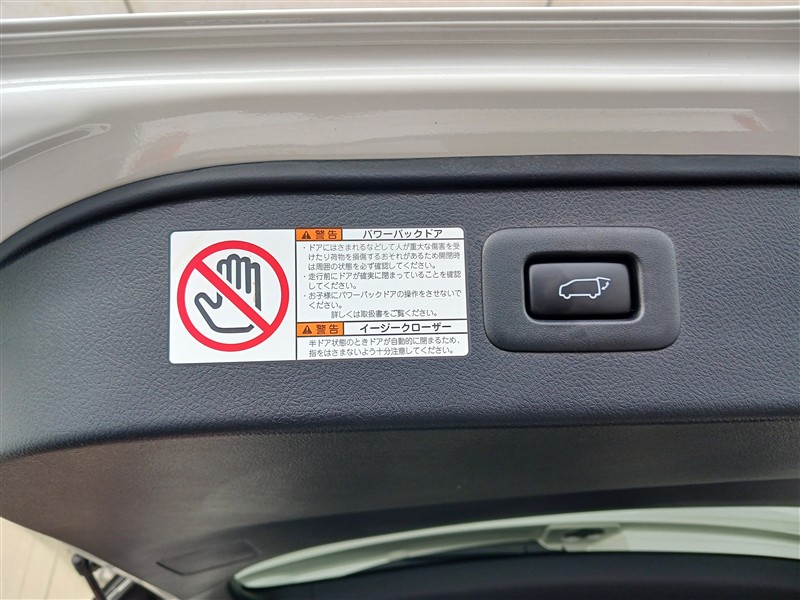 警告 パワーバックドア
・ドアにはさまれるなどして人が重大な傷害を受
けたり荷物を損傷するおそれがあるため開閉時
は周囲の状態を必ず確認してください。
・走行前にドアが確実に閉まっていることを確認
してください。
・お子様にパワーバックドアの操作をさせないで
ください。
詳しくは取扱書をご覧ください。
警告 イージークローザー
半ドア状態のときドアが自動的に閉まるため、
指をはさまないよう十分注意してください。